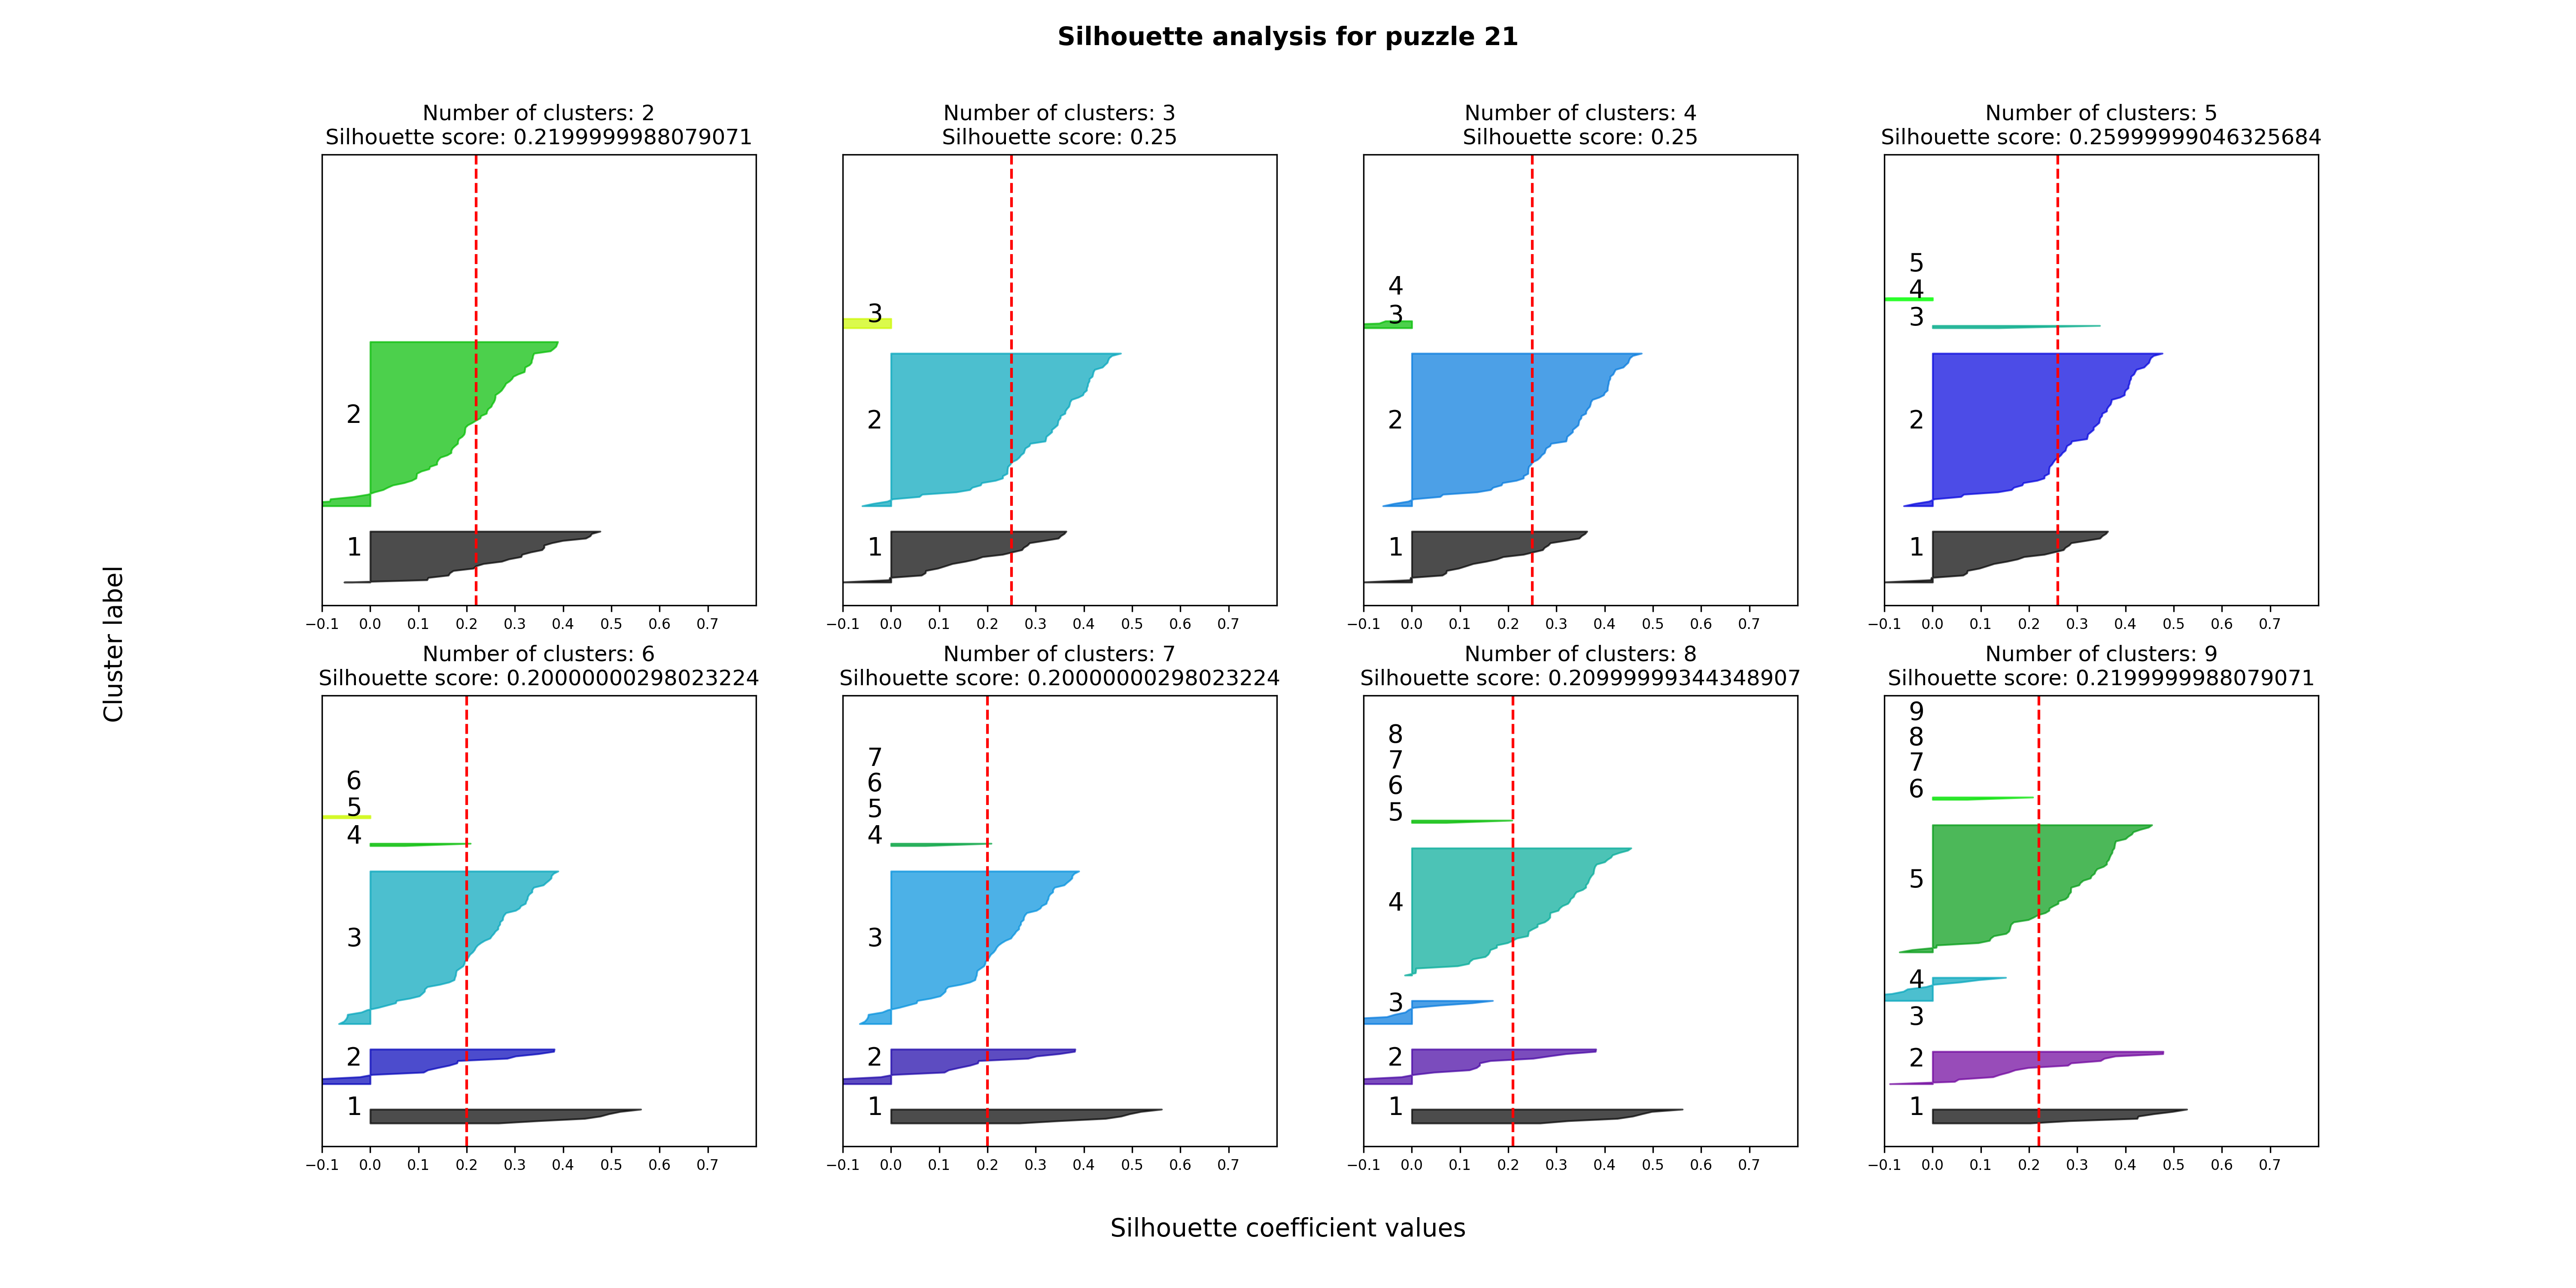 Silhouette analysis for puzzle 21
Number of clusters: 2
Silhouette score: 0.2199999988079071
2
1
−0.1 0.0 0.1 0.2 0.3 0.4 0.5 0.6 0.7
Number of clusters: 3
Silhouette score: 0.25
3
2
1
−0.1 0.0 0.1 0.2 0.3 0.4 0.5 0.6 0.7
Number of clusters: 4
Silhouette score: 0.25
4
3
2
1
−0.1 0.0 0.1 0.2 0.3 0.4 0.5 0.6 0.7
Number of clusters: 5
Silhouette score: 0.25999999046325684
5
4
3
2
1
−0.1 0.0 0.1 0.2 0.3 0.4 0.5 0.6 0.7
Cluster label
Number of clusters: 6
Silhouette score: 0.20000000298023224
6
5
4
3
2
1
−0.1 0.0 0.1 0.2 0.3 0.4 0.5 0.6 0.7
Number of clusters: 7
Silhouette score: 0.20000000298023224
7
6
5
4
3
2
1
−0.1 0.0 0.1 0.2 0.3 0.4 0.5 0.6 0.7
Number of clusters: 8
Silhouette score: 0.20999999344348907
8
7
6
5
4
3
2
1
−0.1 0.0 0.1 0.2 0.3 0.4 0.5 0.6 0.7
Number of clusters: 9
Silhouette score: 0.2199999988079071
9
8
7
6
5
4
3
2
1
−0.1 0.0 0.1 0.2 0.3 0.4 0.5 0.6 0.7
Silhouette coefficient values